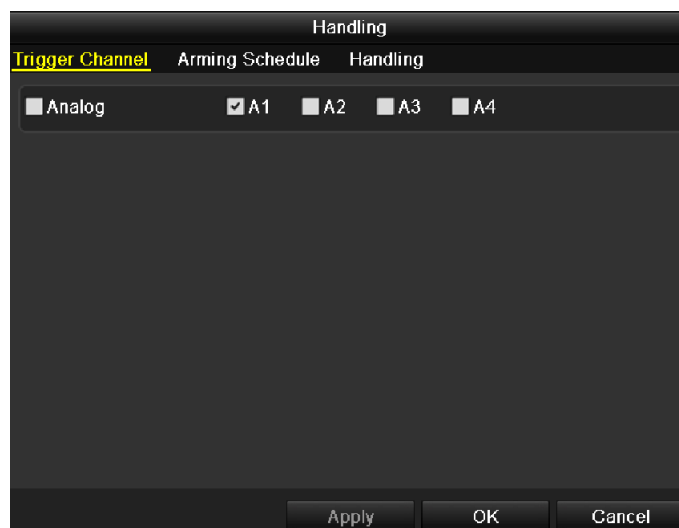 Handling
Trigger Channel Arming Schedule Handling
Analog A1 A2 A3 A4
Apply OK Cancel